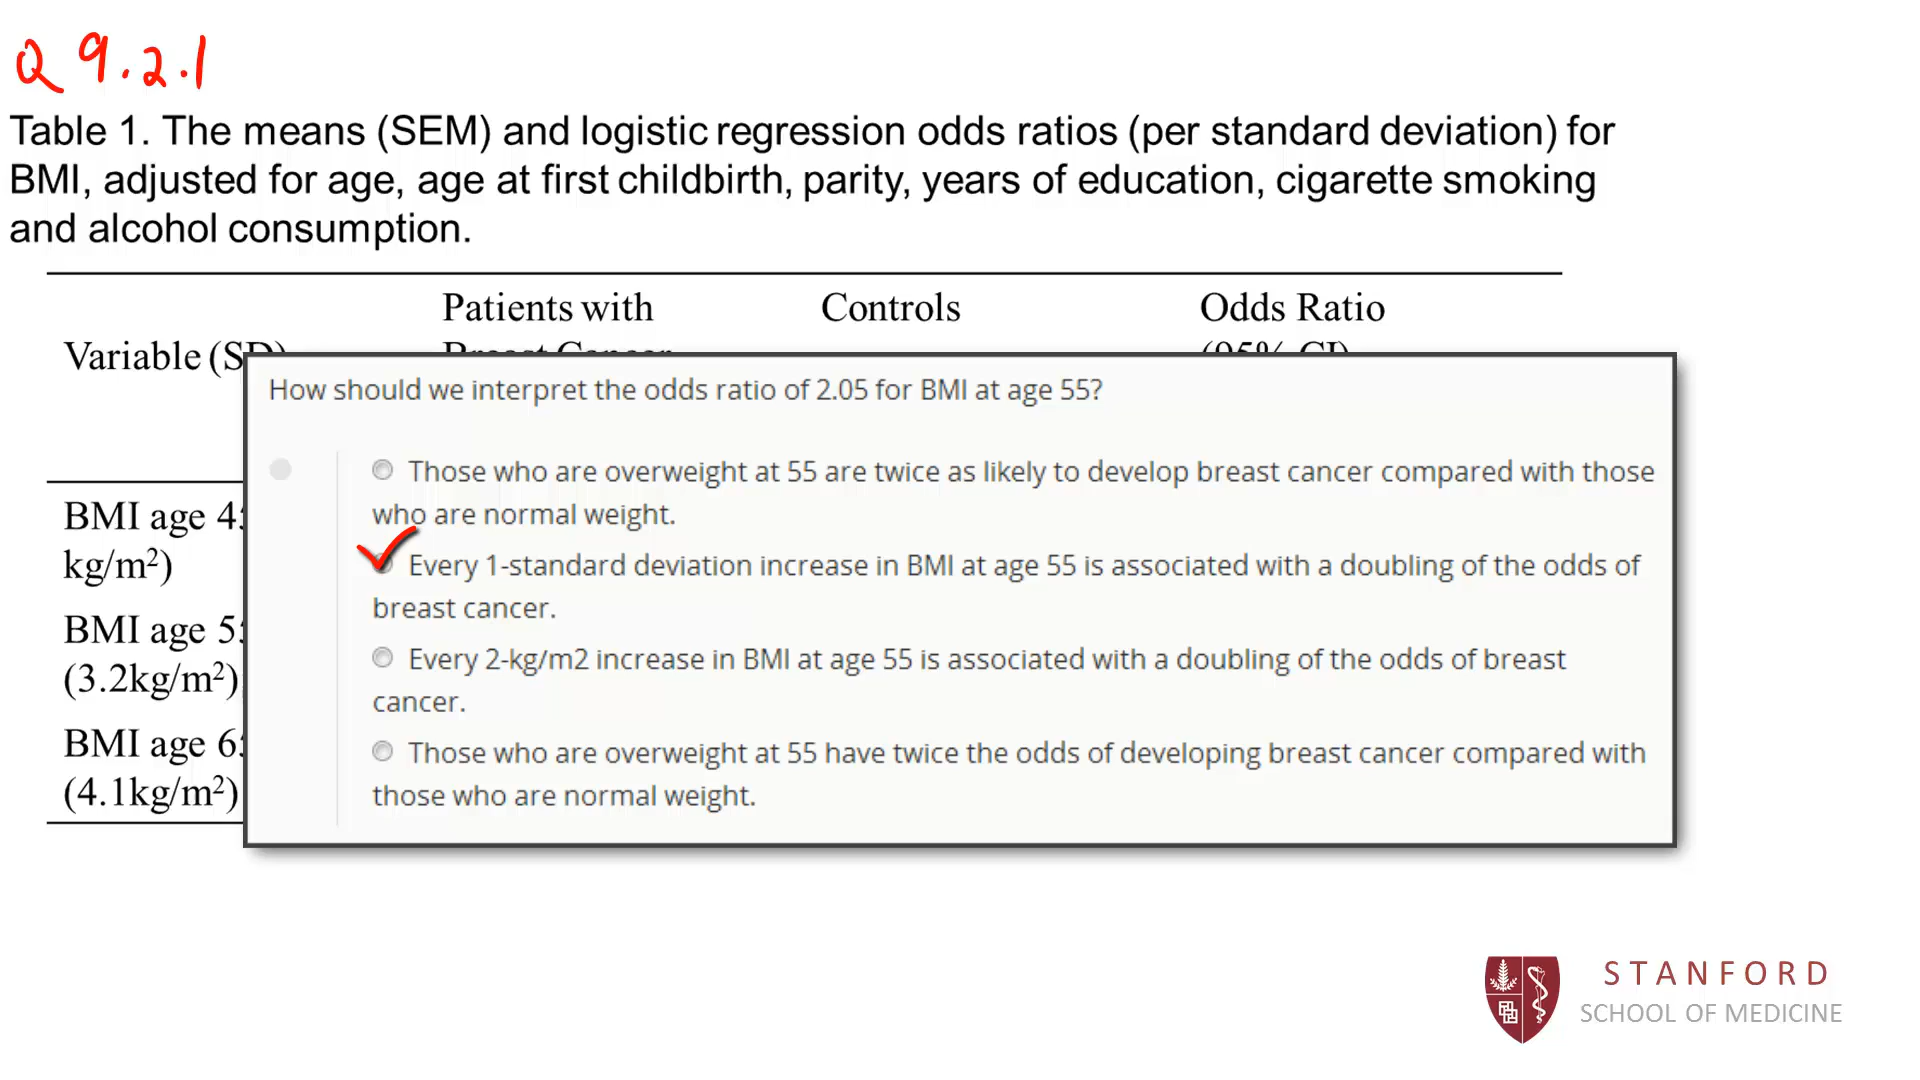 Q 9.2.1
Table 1. The means (SEM) and logistic regression odds ratios (per standard deviation) for
BMI, adjusted for age, age at first childbirth, parity, years of education, cigarette smoking
and alcohol consumption.
Patients with Controls Odds Ratio
Variable (SD) Breast Cancer (95% CI)
How should we interpret the odds ratio of 2.05 for BMI at age 55?
Those who are overweight at 55 are twice as likely to develop breast cancer compared with those
who are normal weight.
Every 1-standard deviation increase in BMI at age 55 is associated with a doubling of the odds of
breast cancer.
Every 2-kg/m2 increase in BMI at age 55 is associated with a doubling of the odds of breast
cancer.
Those who are overweight at 55 have twice the odds of developing breast cancer compared with
those who are normal weight.
BMI age 45
kg/m²)
BMI age 55
(3.2kg/m²)
BMI age 65
(4.1kg/m²)
STANFORD
SCHOOL OF MEDICINE